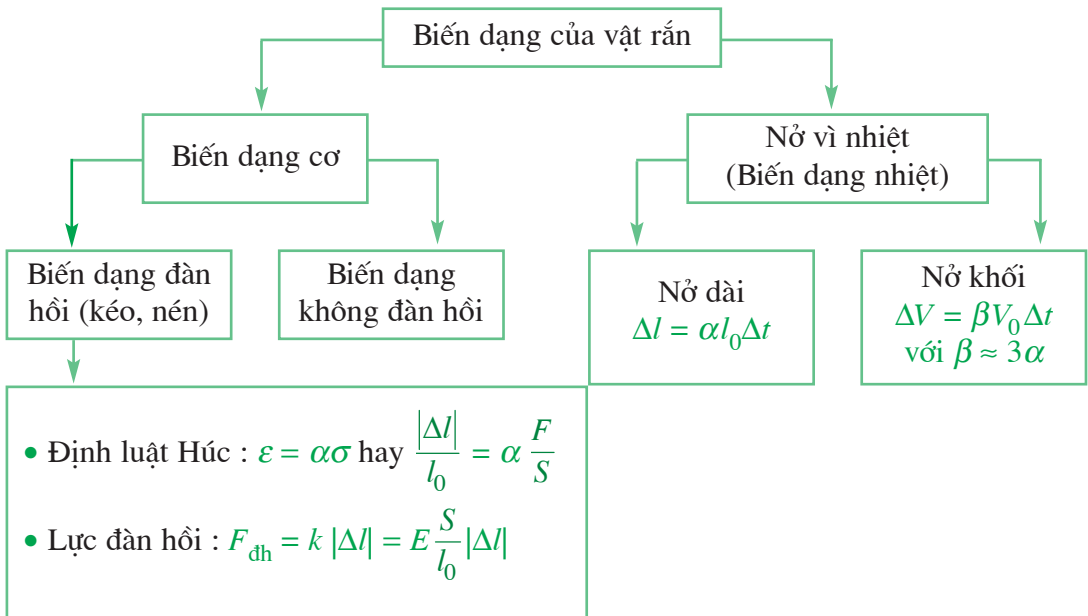 Biến dạng của vật rắn
Biến dạng cơ
Nở vì nhiệt
(Biến dạng nhiệt)
Biến dạng đàn
hồi (kéo, nén)
Biến dạng
không đàn hồi
Nở dài
Δl = αl₀Δt
Nở khối
ΔV = βV₀Δt
với β ≈ 3α
• Định luật Húc : ε = ασ hay |Δl|/l₀ = α F/S
• Lực đàn hồi : Fđh = k |Δl| = E S/l₀ |Δl|